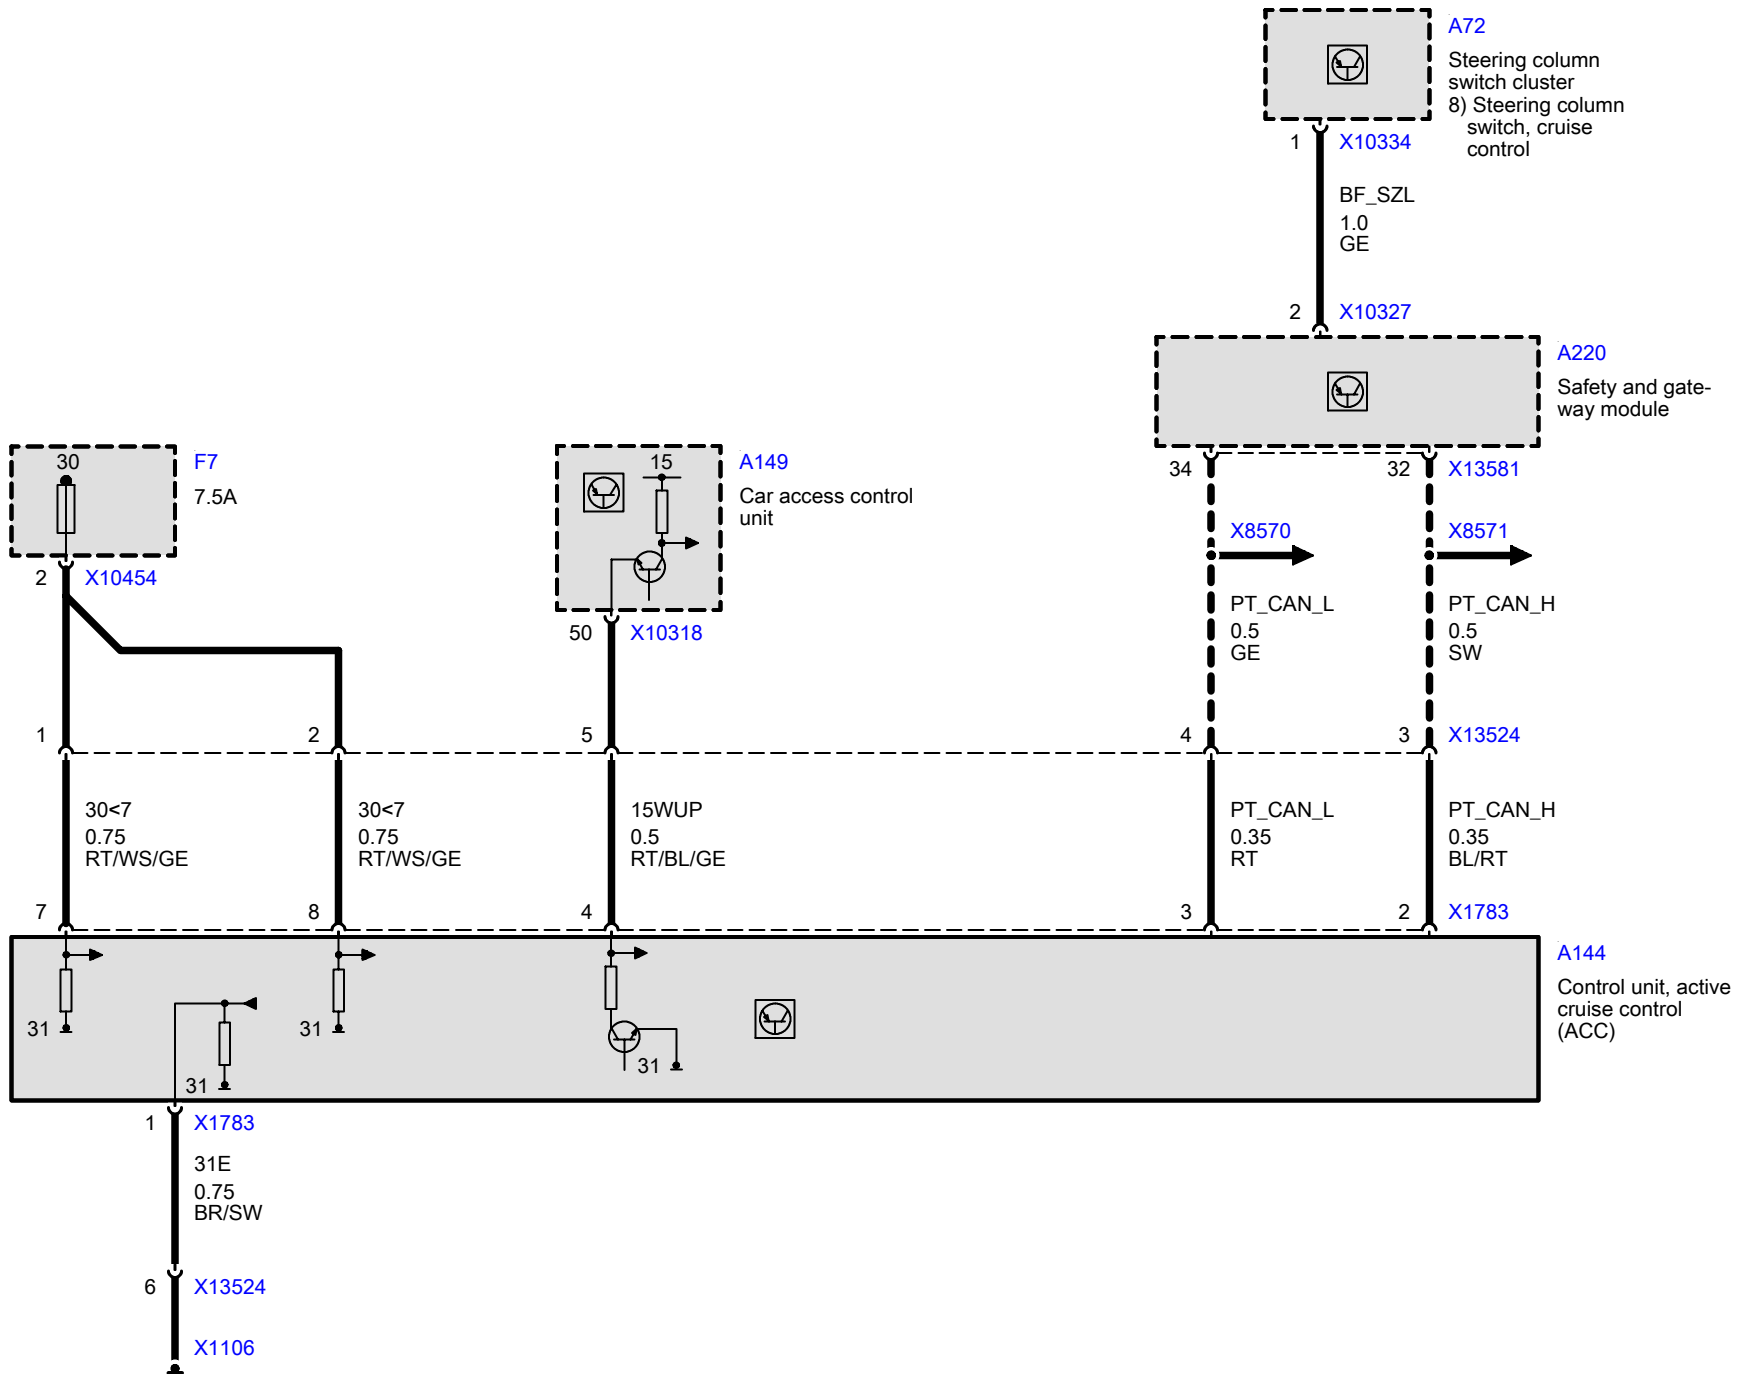 A72
Steering column
switch cluster
8) Steering column
switch, cruise
control
1 X10334
BF_SZL
1.0
GE
2 X10327
A220
Safety and gate-
way module
30 F7
7.5A
15 A149
Car access control
unit
34 32 X13581
X8570 X8571
2 X10454
50 X10318
PT_CAN_L PT_CAN_H
0.5 0.5
GE SW
1 2 5 4 3 X13524
30<7 30<7 15WUP PT_CAN_L PT_CAN_H
0.75 0.75 0.5 0.35 0.35
RT/WS/GE RT/WS/GE RT/BL/GE RT BL/RT
7 8 4 3 2 X1783
A144
Control unit, active
cruise control
(ACC)
31 31
31
31
1 X1783
31E
0.75
BR/SW
6 X13524
X1106